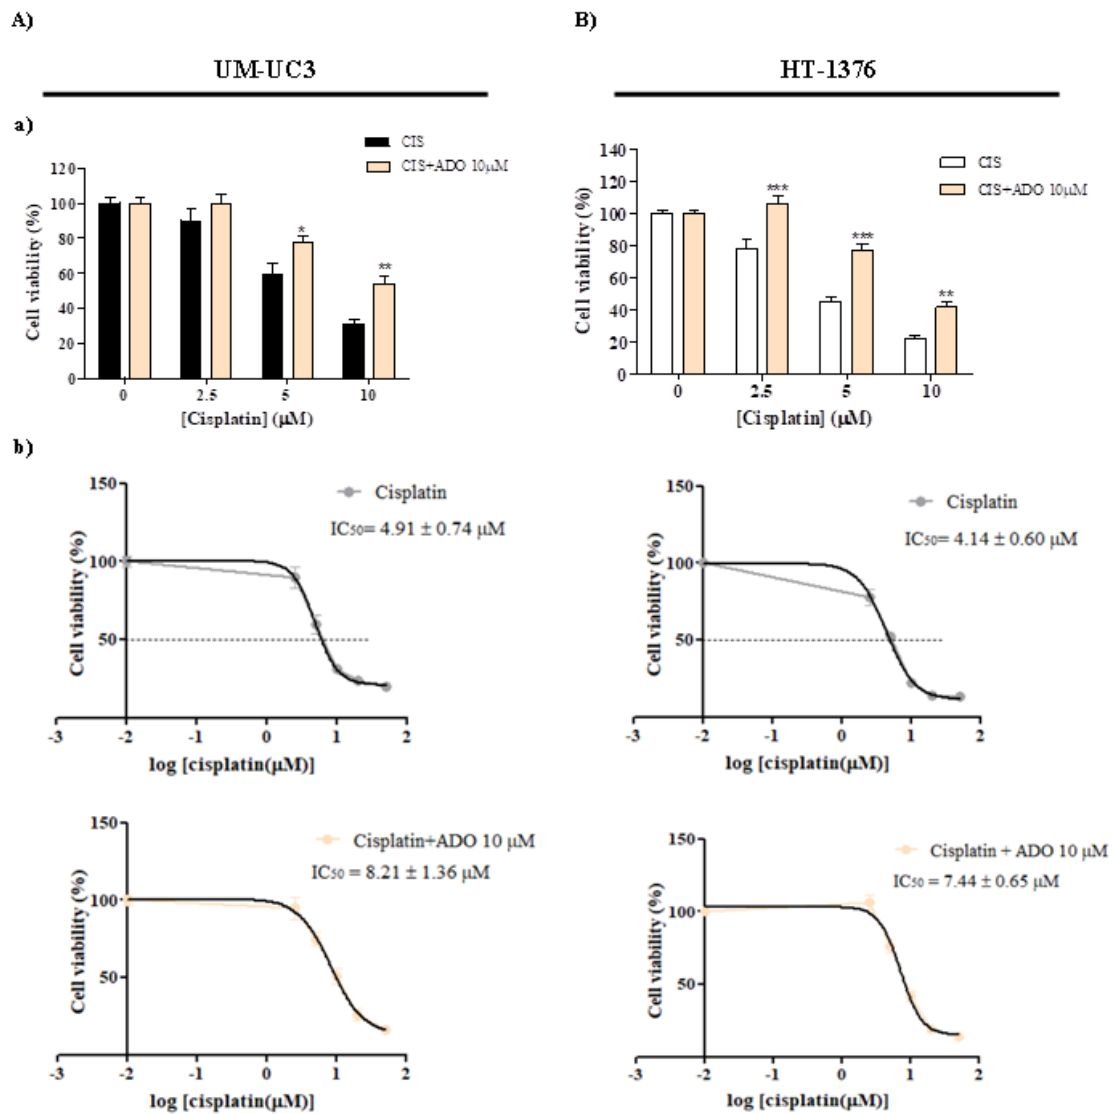 A)
B)
UM-UC3
HT-1376
a)
CIS
CIS+ADO 10μM
120
100
80
60
40
20
0
Cell viability (%)
*
**
0 2.5 5 10
[Cisplatin] (μM)
CIS
CIS+ADO 10μM
140
120
100
80
60
40
20
0
Cell viability (%)
***
***
**
0 2.5 5 10
[Cisplatin] (μM)
b)
Cisplatin
IC50= 4.91 ± 0.74 μM
150
100
50
Cell viability (%)
-3 -2 -1 0 1 2
log [cisplatin(μM)]
Cisplatin
IC50= 4.14 ± 0.60 μM
150
100
50
Cell viability (%)
-3 -2 -1 0 1 2
log [cisplatin(μM)]
Cisplatin+ADO 10 μM
IC50 = 8.21 ± 1.36 μM
150
100
50
Cell viability (%)
-3 -2 -1 0 1 2
log [cisplatin(μM)]
Cisplatin + ADO 10 μM
IC50 = 7.44 ± 0.65 μM
150
100
50
Cell viability (%)
-3 -2 -1 0 1 2
log [cisplatin(μM)]